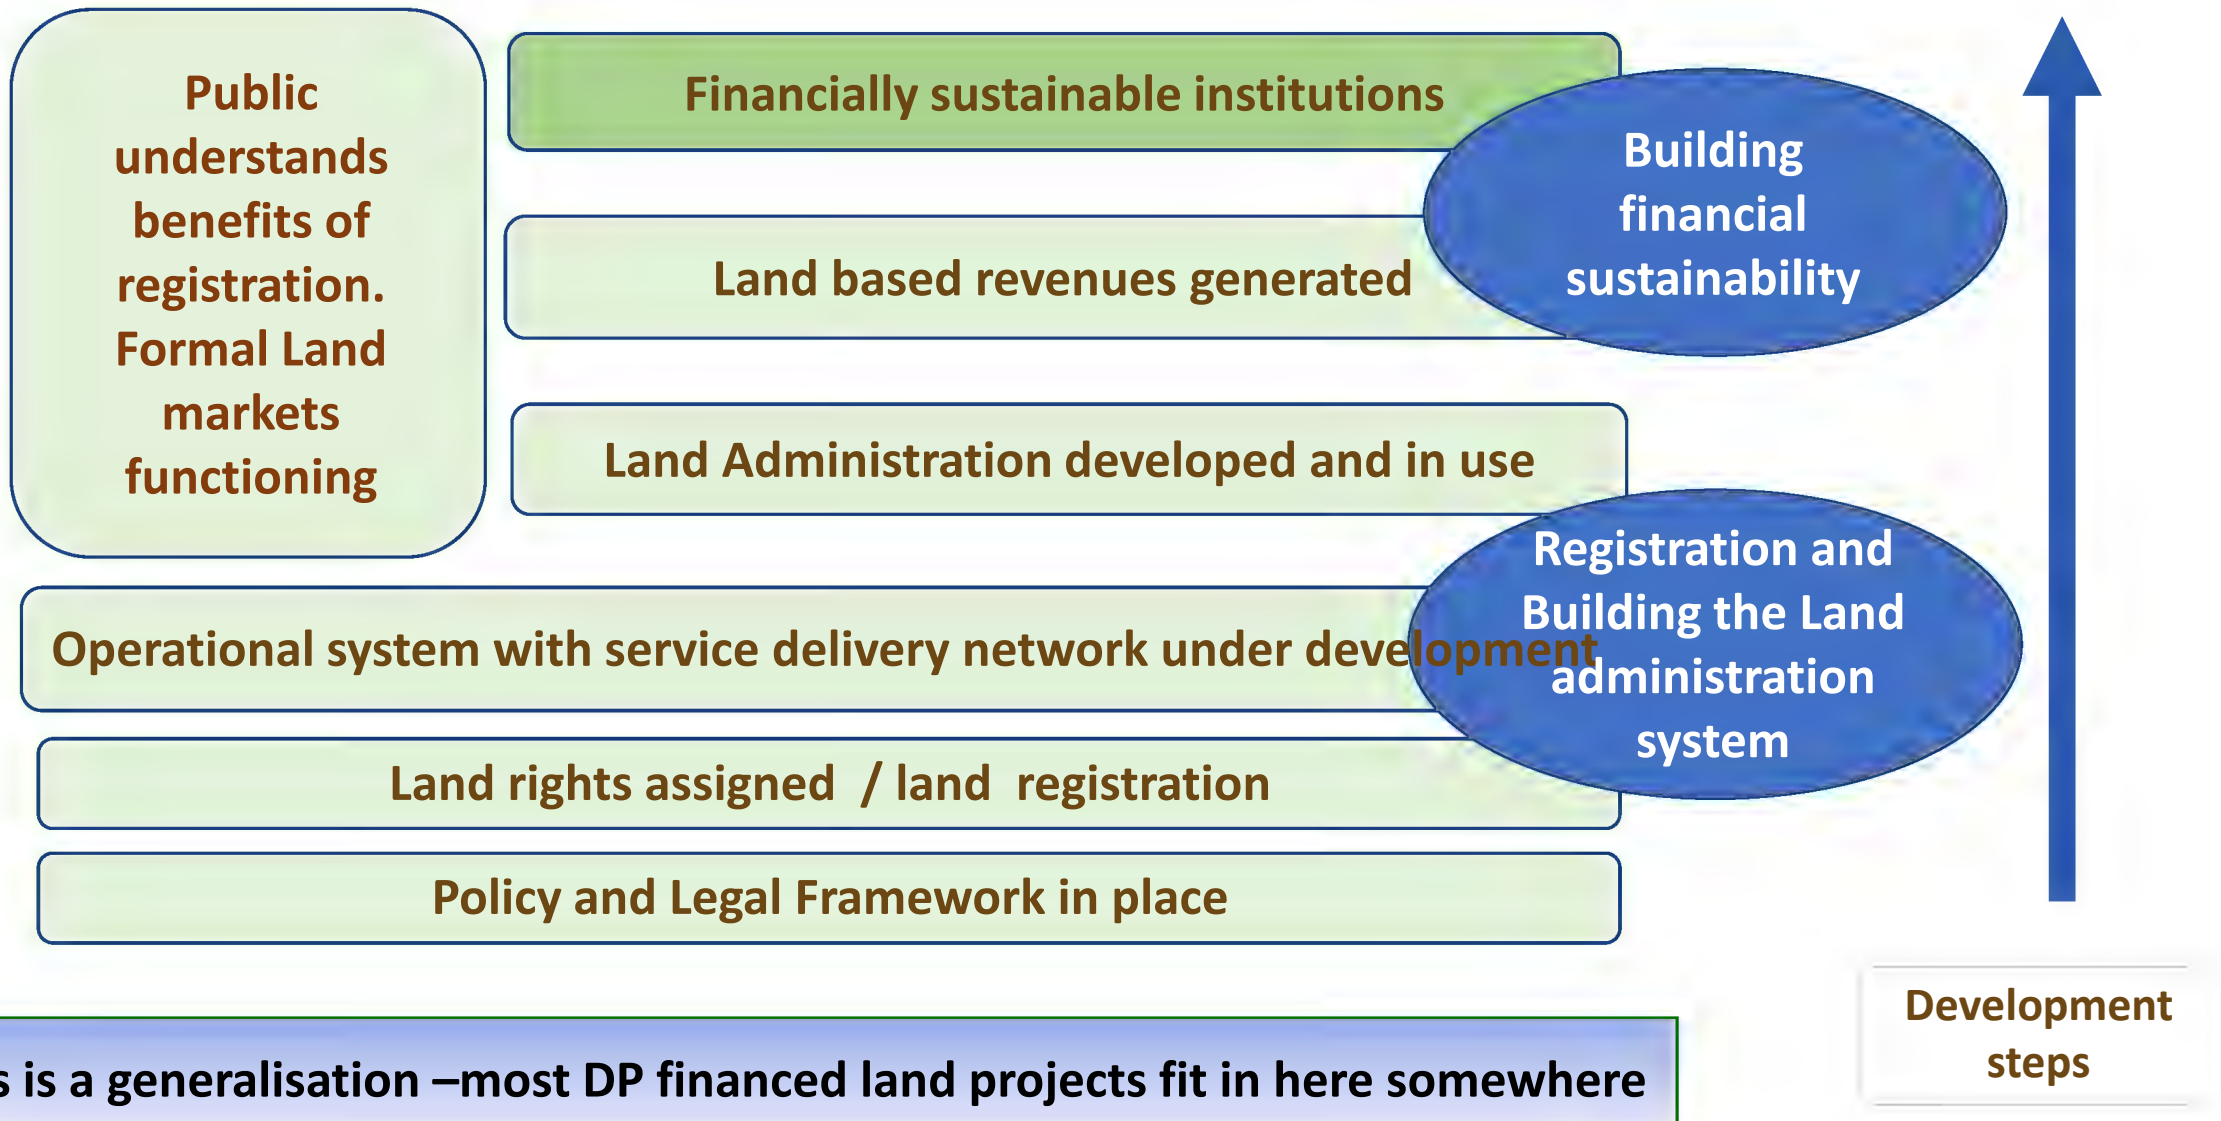 Public
understands
benefits of
registration.
Formal Land
markets
functioning
Financially sustainable institutions
Land based revenues generated
Land Administration developed and in use
Building
financial
sustainability
Operational system with service delivery network under development
Registration and
Building the Land
administration
system
Land rights assigned / land registration
Policy and Legal Framework in place
Development
steps
is a generalisation –most DP financed land projects fit in here somewhere